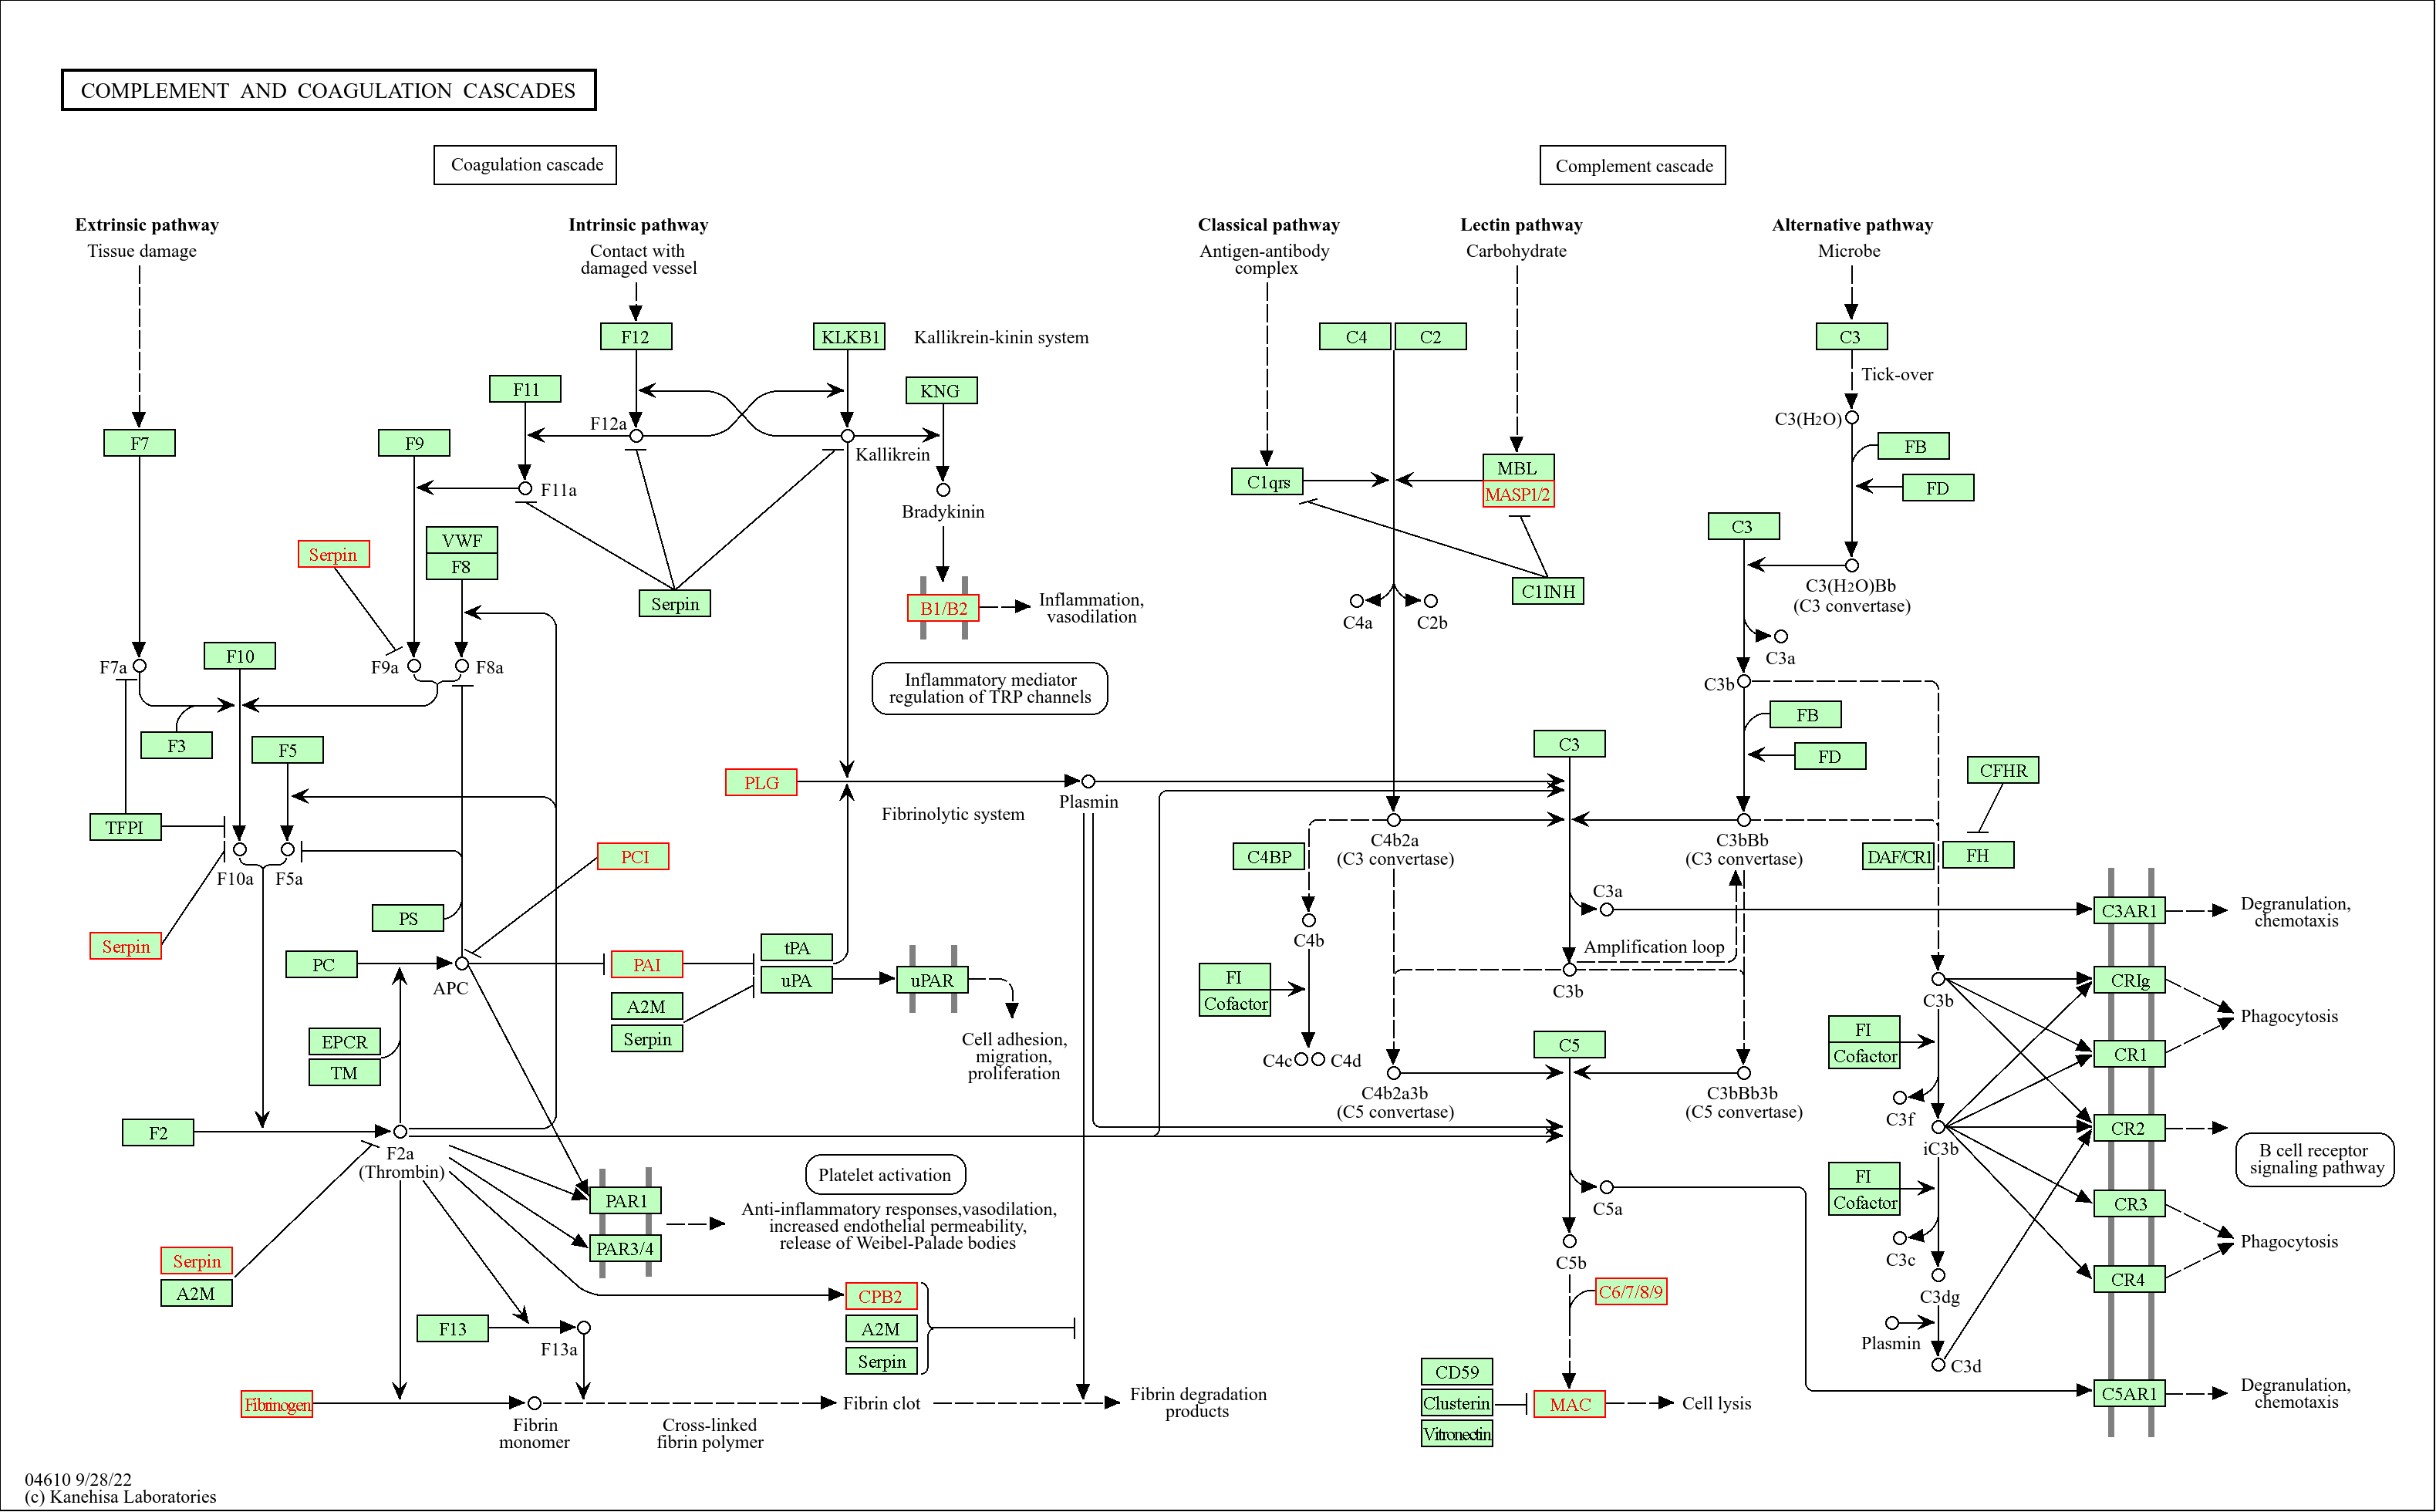 COMPLEMENT AND COAGULATION CASCADES
Coagulation cascade
Complement cascade
Extrinsic pathway
Tissue damage
Intrinsic pathway
Contact with
damaged vessel
Classical pathway
Antigen-antibody
complex
Lectin pathway
Carbohydrate
Alternative pathway
Microbe
F12
KLKB1
Kallikrein-kinin system
F11
KNG
F12a
Kallikrein
F7
F9
F11a
Bradykinin
Serpin
VWF
F8
Serpin
B1/B2
Inflammation,
vasodilation
F7a
F10
F9a
F8a
Inflammatory mediator
regulation of TRP channels
F3
F5
PLG
Plasmin
Fibrinolytic system
TFPI
F10a
F5a
PCI
PS
Serpin
PC
APC
PAI
tPA
uPA
uPAR
A2M
Serpin
Cell adhesion,
migration,
proliferation
EPCR
TM
F2
F2a
(Thrombin)
PAR1
PAR3/4
Platelet activation
Anti-inflammatory responses,vasodilation,
increased endothelial permeability,
release of Weibel-Palade bodies
Serpin
A2M
CPB2
A2M
Serpin
F13
F13a
Fibrinogen
Fibrin
monomer
Cross-linked
fibrin polymer
Fibrin clot
Fibrin degradation
products
C4
C2
C3
Tick-over
C3(H2O)
FB
FD
C1qrs
MBL
MASP1/2
C1INH
C3
C3(H2O)Bb
(C3 convertase)
C4a
C2b
C3a
C3b
FB
FD
C3
CFHR
C4b2a
(C3 convertase)
C3bBb
(C3 convertase)
C4BP
DAF/CR1
FH
C3a
C4b
Amplification loop
C3b
FI
Cofactor
C4c
C4d
C5
C4b2a3b
(C5 convertase)
C3bBb3b
(C5 convertase)
C5a
C5b
C6/7/8/9
CD59
Clusterin
Vitronectin
MAC
Cell lysis
C3b
FI
Cofactor
C3f
iC3b
FI
Cofactor
C3c
C3dg
Plasmin
C3d
C3AR1
Degranulation,
chemotaxis
CRIg
Phagocytosis
CR1
CR2
B cell receptor
signaling pathway
CR3
Phagocytosis
CR4
C5AR1
Degranulation,
chemotaxis
04610 9/28/22
(c) Kanehisa Laboratories